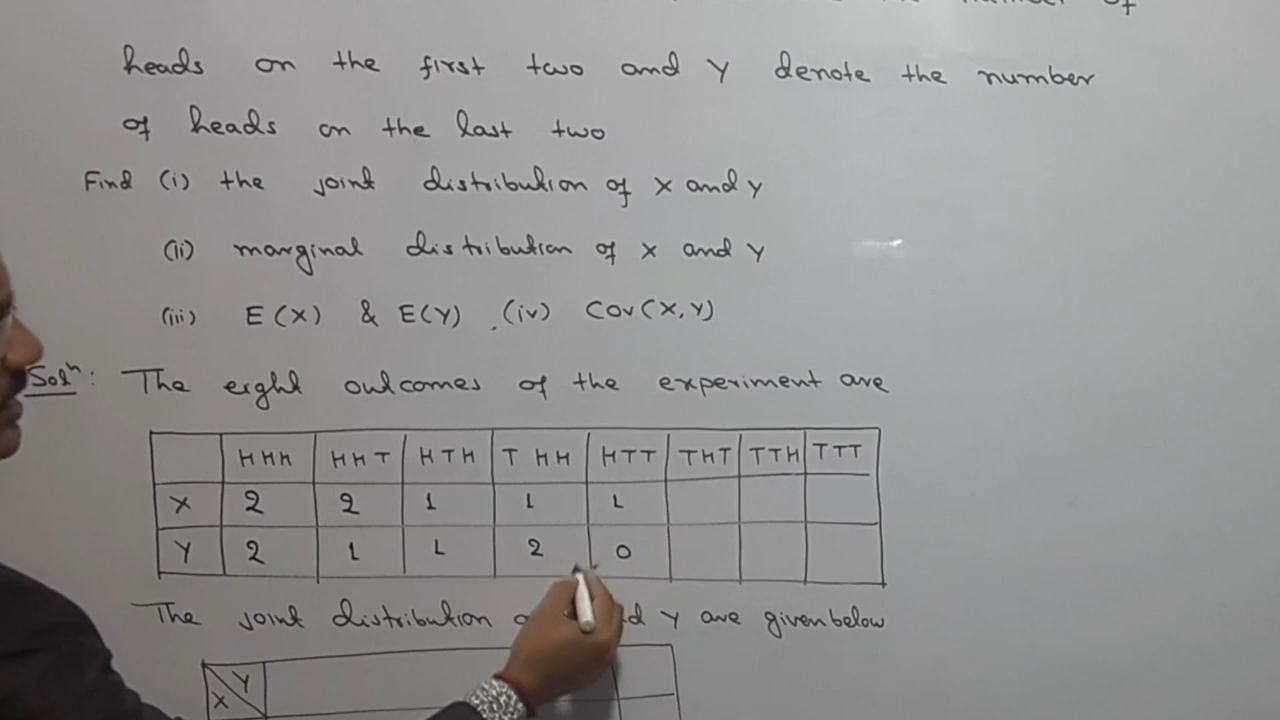 the number of
heads on the first two and Y denote the number
of heads on the last two
Find (i) the joint distribution of X and Y
(ii) marginal distribution of X and Y
(iii) E(X) & E(Y) , (iv) Cov(X,Y)
Solⁿ: The eight outcomes of the experiment are
HHH HHT HTH THH HTT THT TTH TTT
X 2 2 1 1 1
Y 2 1 1 2 0
The joint distribution Y are given below
Y
X